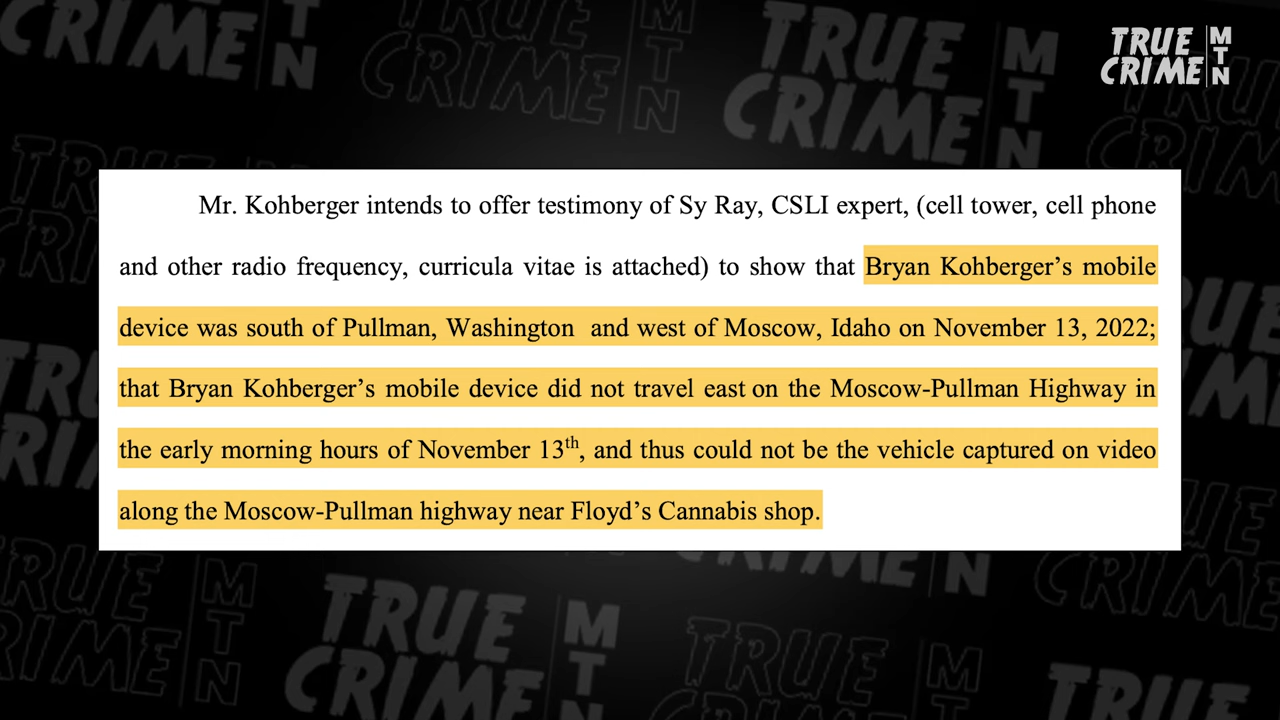 TRUE CRIME MTN
Mr. Kohberger intends to offer testimony of Sy Ray, CSLI expert, (cell tower, cell phone
and other radio frequency, curricula vitae is attached) to show that Bryan Kohberger’s mobile
device was south of Pullman, Washington and west of Moscow, Idaho on November 13, 2022;
that Bryan Kohberger’s mobile device did not travel east on the Moscow-Pullman Highway in
the early morning hours of November 13th, and thus could not be the vehicle captured on video
along the Moscow-Pullman highway near Floyd’s Cannabis shop.